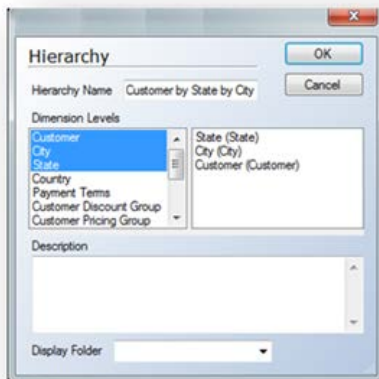 Hierarchy
OK
Hierarchy Name Customer by State by City
Cancel
Dimension Levels
Customer
City
State
Country
Payment Terms
Customer Discount Group
Customer Pricing Group
State (State)
City (City)
Customer (Customer)
Description
Display Folder